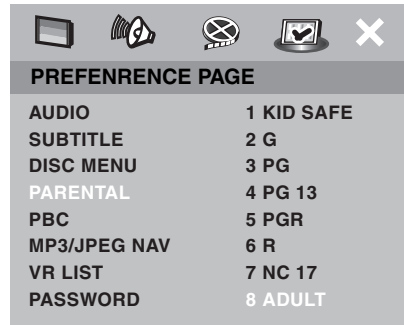 PREFENRENCE PAGE
AUDIO 1 KID SAFE
SUBTITLE 2 G
DISC MENU 3 PG
PARENTAL 4 PG 13
PBC 5 PGR
MP3/JPEG NAV 6 R
VR LIST 7 NC 17
PASSWORD 8 ADULT